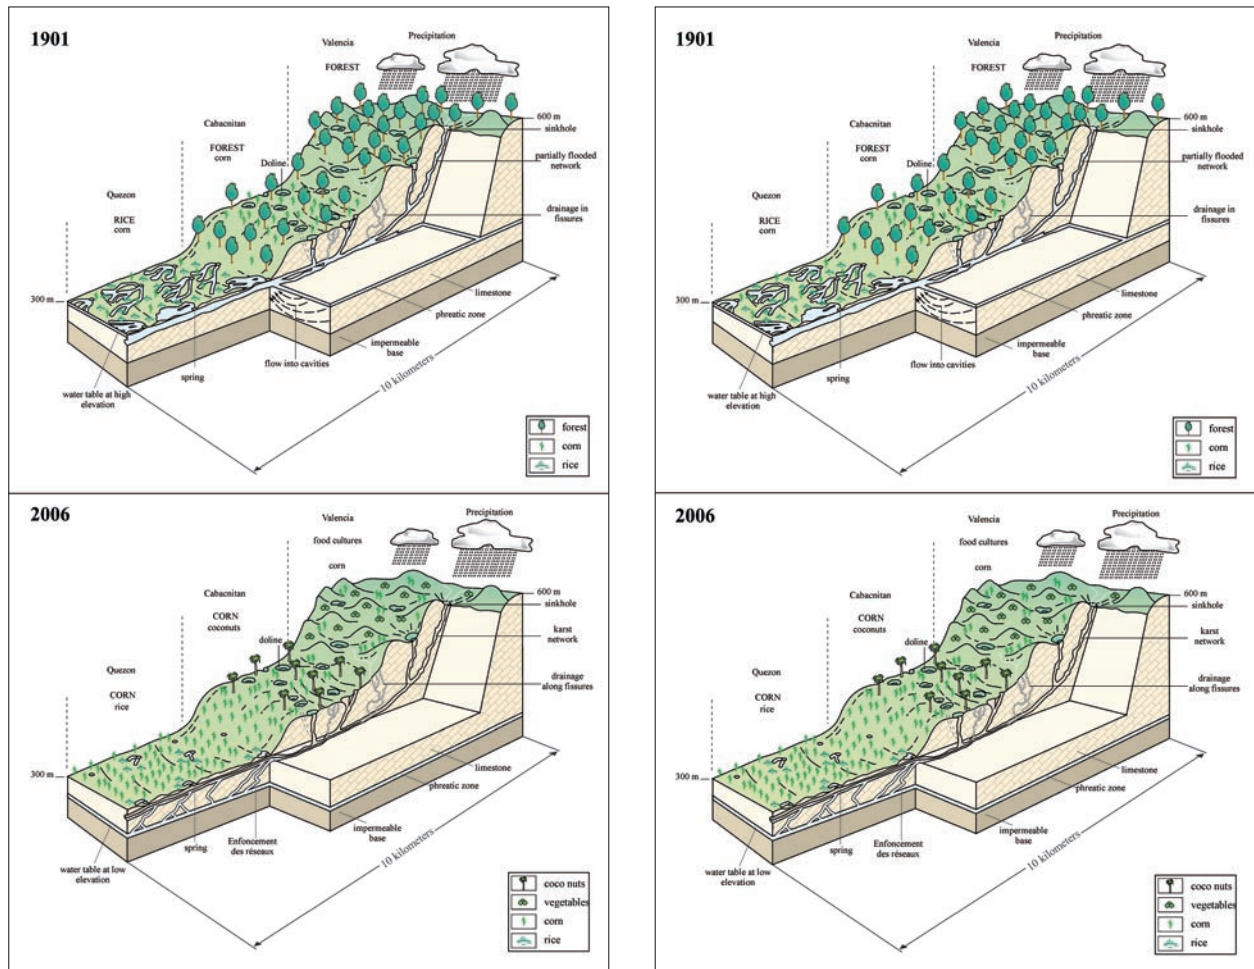 1901
Valencia
Precipitation
FOREST
600 m
sinkhole
Cabacnitan
FOREST
corn
Doline
partially flooded
network
Quezon
RICE
corn
drainage in
fissures
300 m
limestone
phreatic zone
impermeable
base
flow into cavities
spring
water table at high
elevation
10 kilometers
forest
corn
rice
1901
Valencia
Precipitation
FOREST
600 m
sinkhole
Cabacnitan
FOREST
corn
Doline
partially flooded
network
Quezon
RICE
corn
drainage in
fissures
300 m
limestone
phreatic zone
impermeable
base
flow into cavities
spring
water table at high
elevation
10 kilometers
forest
corn
rice
2006
Valencia
Precipitation
food cultures
corn
600 m
sinkhole
Cabacnitan
CORN
coconuts
doline
karst
network
Quezon
CORN
rice
drainage
along fissures
300 m
limestone
phreatic zone
impermeable
base
Enfoncement
des réseaux
spring
water table at low
elevation
10 kilometers
coco nuts
vegetables
corn
rice
2006
Valencia
Precipitation
food cultures
corn
600 m
sinkhole
Cabacnitan
CORN
coconuts
doline
karst
network
Quezon
CORN
rice
drainage
along fissures
300 m
limestone
phreatic zone
impermeable
base
Enfoncement
des réseaux
spring
water table at low
elevation
10 kilometers
coco nuts
vegetables
corn
rice